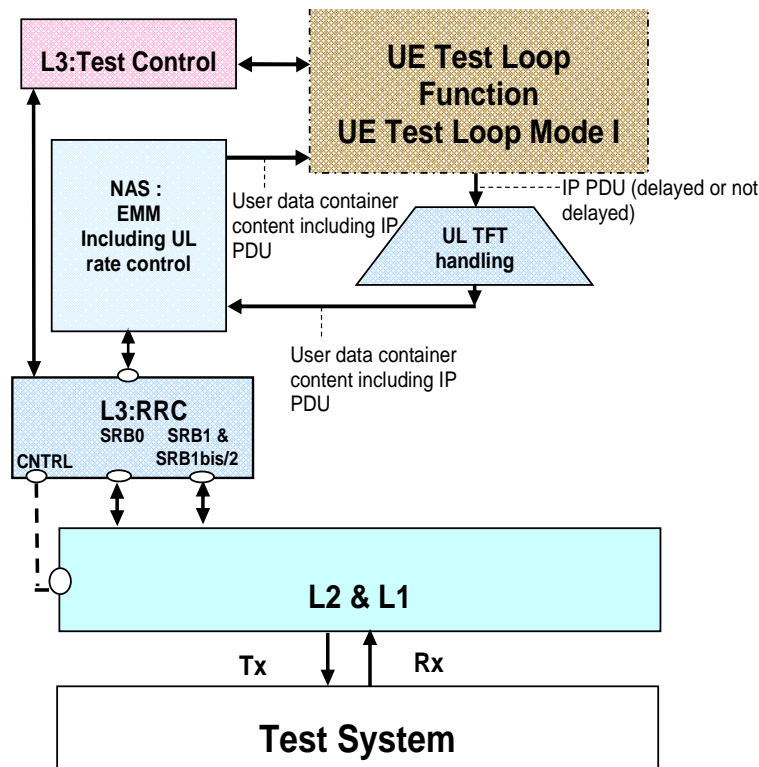 L3:Test Control
UE Test Loop
Function
UE Test Loop Mode I
NAS :
EMM
Including UL
rate control
User data container
content including IP
PDU
IP PDU (delayed or not
delayed)
UL TFT
handling
User data container
content including IP
PDU
L3:RRC
SRB0 SRB1 &
SRB1bis/2
CNTRL
L2 & L1
Tx Rx
Test System